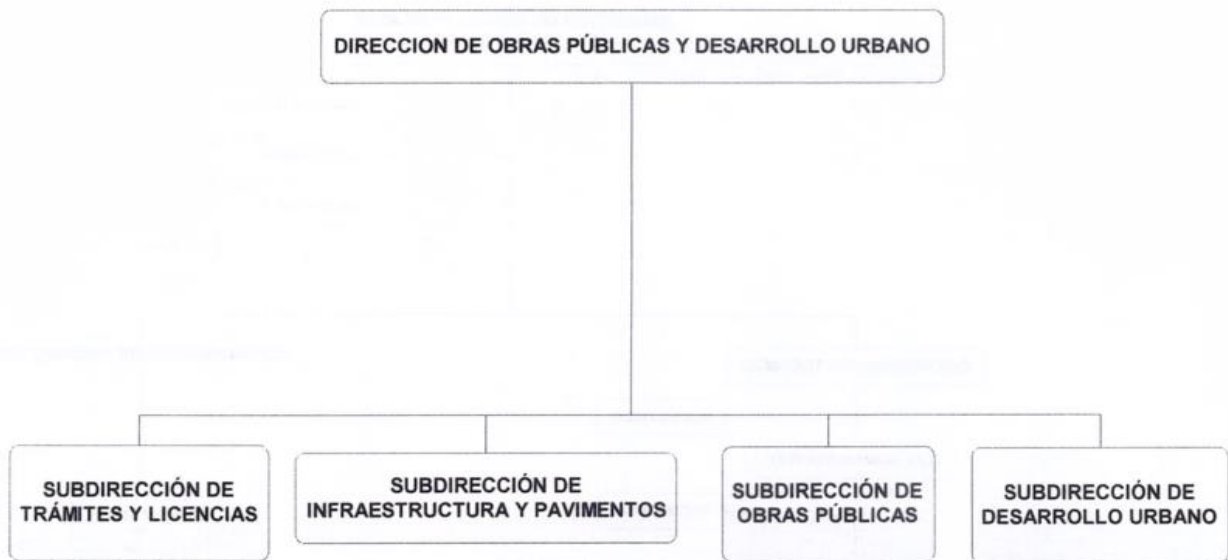 DIRECCION DE OBRAS PÚBLICAS Y DESARROLLO URBANO
SUBDIRECCIÓN DE
TRÁMITES Y LICENCIAS
SUBDIRECCIÓN DE
INFRAESTRUCTURA Y PAVIMENTOS
SUBDIRECCIÓN DE
OBRAS PÚBLICAS
SUBDIRECCIÓN DE
DESARROLLO URBANO